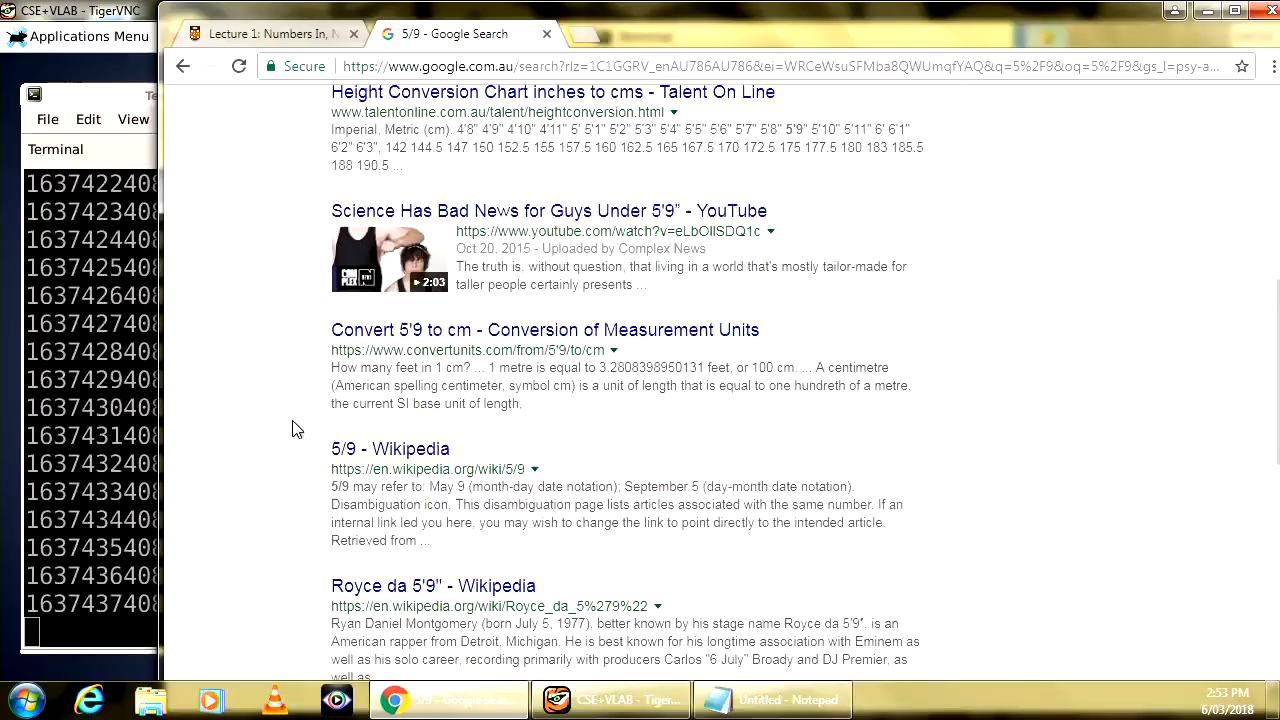 CSE+VLAB - TigerVNC
Lecture 1: Numbers In, N
5/9 - Google Search
Applications Menu
Secure
https://www.google.com.au/search?rlz=1C1GGRV_enAU786AU786&ei=WRCeWsuSFMba8QWUmqfYAQ&q=5%2F9&oq=5%2F9&gs_l=psy-a...
File Edit View
Terminal
1637422408
1637423408
1637424408
1637425408
1637426408
1637427408
1637428408
1637429408
1637430408
1637431408
1637432408
1637433408
1637434408
1637435408
1637436408
1637437408
Height Conversion Chart inches to cms - Talent On Line
www.talentonline.com.au/talent/heightconversion.html
Imperial, Metric (cm). 4'8" 4'9" 4'10" 4'11" 5' 5'1" 5'2" 5'3" 5'4" 5'5" 5'6" 5'7" 5'8" 5'9" 5'10" 5'11" 6' 6'1"
6'2" 6'3", 142 144 5 147 150 152.5 155 157.5 160 162.5 165 167.5 170 172.5 175 177.5 180 183 185.5
188 190.5 ...
Science Has Bad News for Guys Under 5'9” - YouTube
https://www.youtube.com/watch?v=eLbOIlSDQ1c
Oct 20, 2015 - Uploaded by Complex News
The truth is, without question, that living in a world that's mostly tailor-made for
taller people certainly presents ...
COM
PLEX
2:03
Convert 5'9 to cm - Conversion of Measurement Units
https://www.convertunits.com/from/5'9/to/cm
How many feet in 1 cm? ... 1 metre is equal to 3.2808398950131 feet, or 100 cm. ... A centimetre
(American spelling centimeter, symbol cm) is a unit of length that is equal to one hundreth of a metre,
the current SI base unit of length.
5/9 - Wikipedia
https://en.wikipedia.org/wiki/5/9
5/9 may refer to: May 9 (month-day date notation); September 5 (day-month date notation).
Disambiguation icon, This disambiguation page lists articles associated with the same number. If an
internal link led you here, you may wish to change the link to point directly to the intended article.
Retrieved from ...
Royce da 5'9" - Wikipedia
https://en.wikipedia.org/wiki/Royce_da_5%279%22
Ryan Daniel Montgomery (born July 5, 1977), better known by his stage name Royce da 5'9", is an
American rapper from Detroit, Michigan. He is best known for his longtime association with Eminem as
well as his solo career, recording primarily with producers Carlos "6 July" Broady and DJ Premier, as
well as
5/9 - Google Sear...
CSE+VLAB - Tiger...
Untitled - Notepad
2:53 PM
6/03/2018